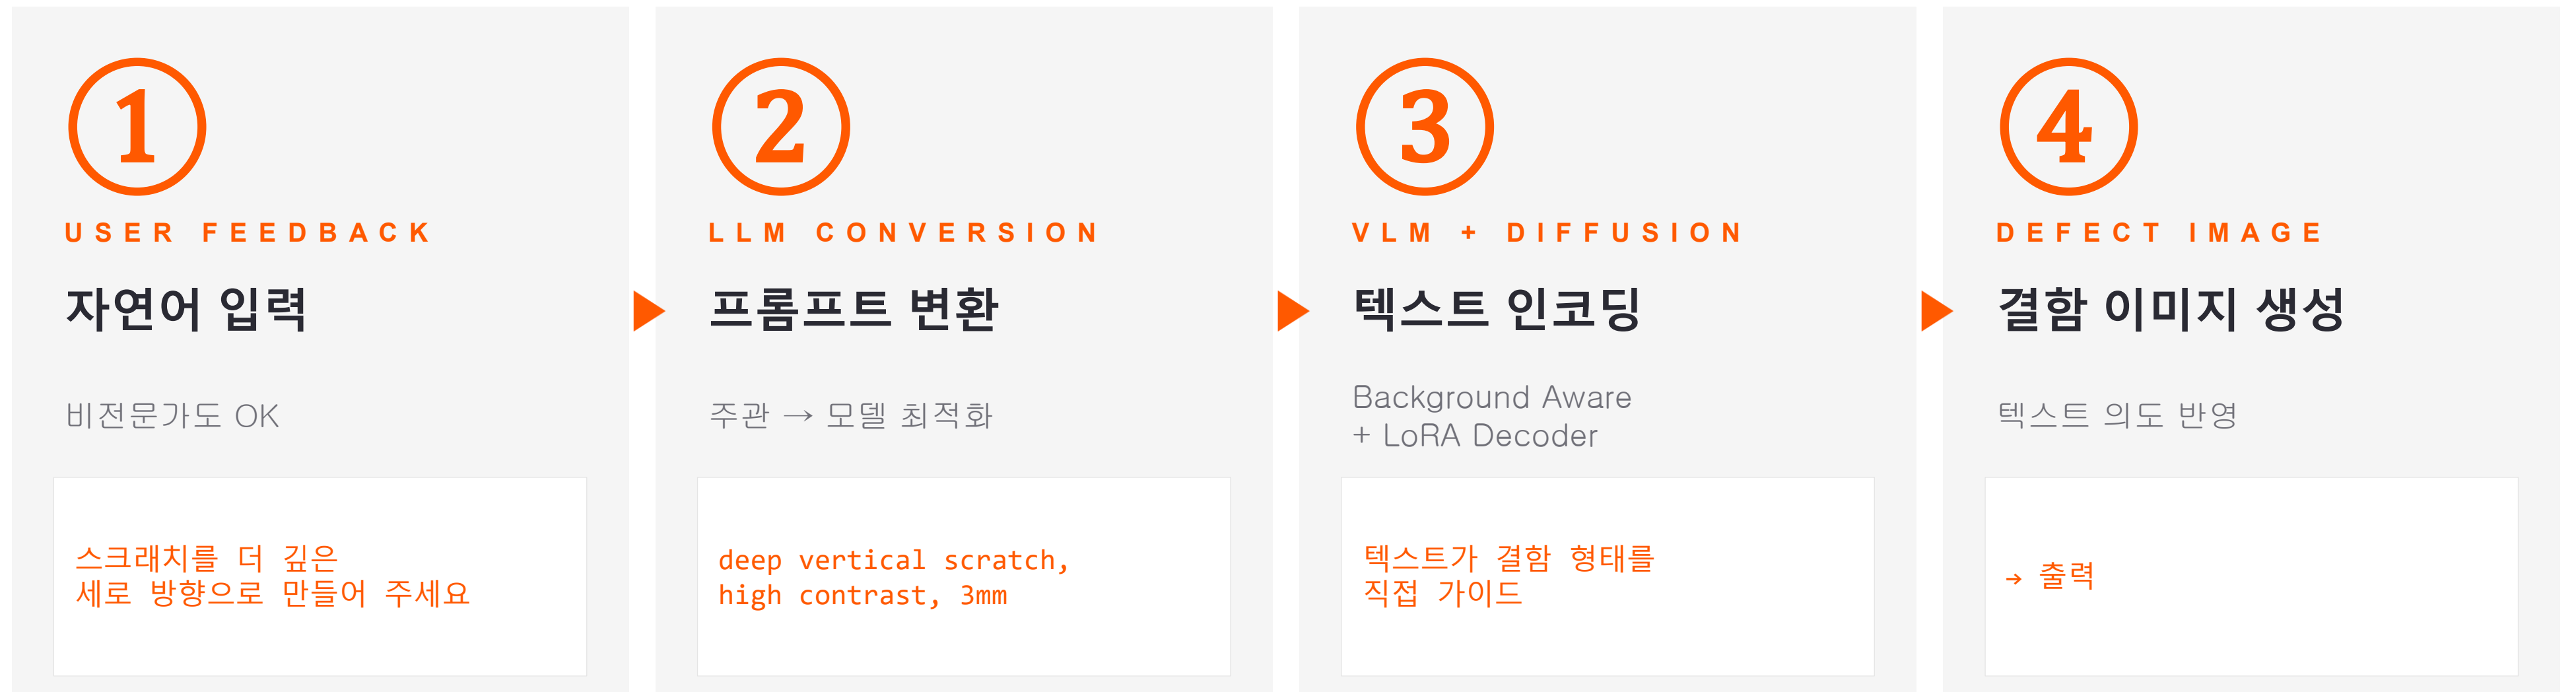 1
USER FEEDBACK
자연어 입력
비전문가도 OK
스크래치를 더 깊은
세로 방향으로 만들어 주세요
2
LLM CONVERSION
프롬프트 변환
주관 → 모델 최적화
deep vertical scratch,
high contrast, 3mm
3
VLM + DIFFUSION
텍스트 인코딩
Background Aware
+ LoRA Decoder
텍스트가 결함 형태를
직접 가이드
4
DEFECT IMAGE
결함 이미지 생성
텍스트 의도 반영
→ 출력